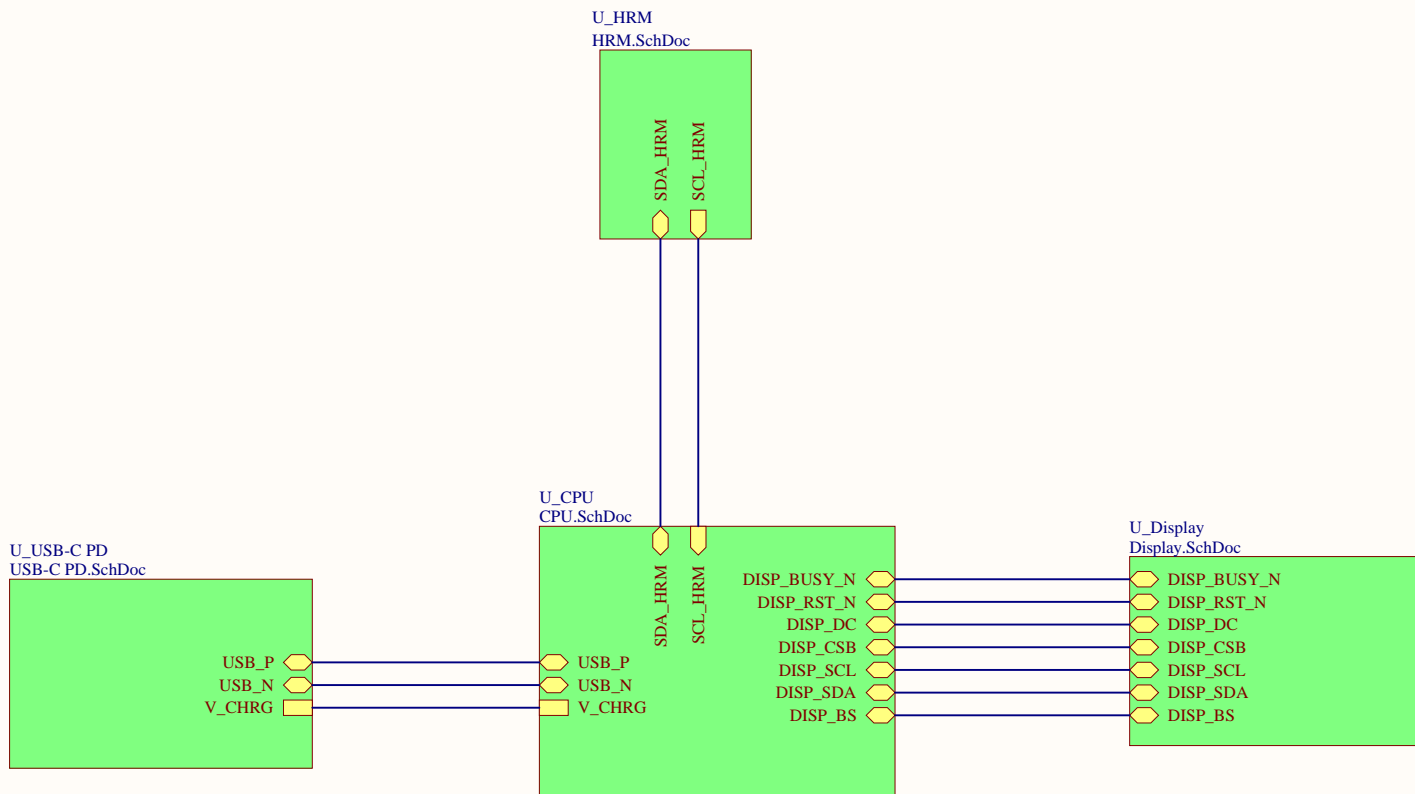 U_HRM
HRM.SchDoc
SDA_HRM
SCL_HRM
U_CPU
CPU.SchDoc
SDA_HRM
SCL_HRM
USB_P
USB_N
V_CHRG
DISP_BUSY_N
DISP_RST_N
DISP_DC
DISP_CSB
DISP_SCL
DISP_SDA
DISP_BS
U_USB-C PD
USB-C PD.SchDoc
USB_P
USB_N
V_CHRG
U_Display
Display.SchDoc
DISP_BUSY_N
DISP_RST_N
DISP_DC
DISP_CSB
DISP_SCL
DISP_SDA
DISP_BS